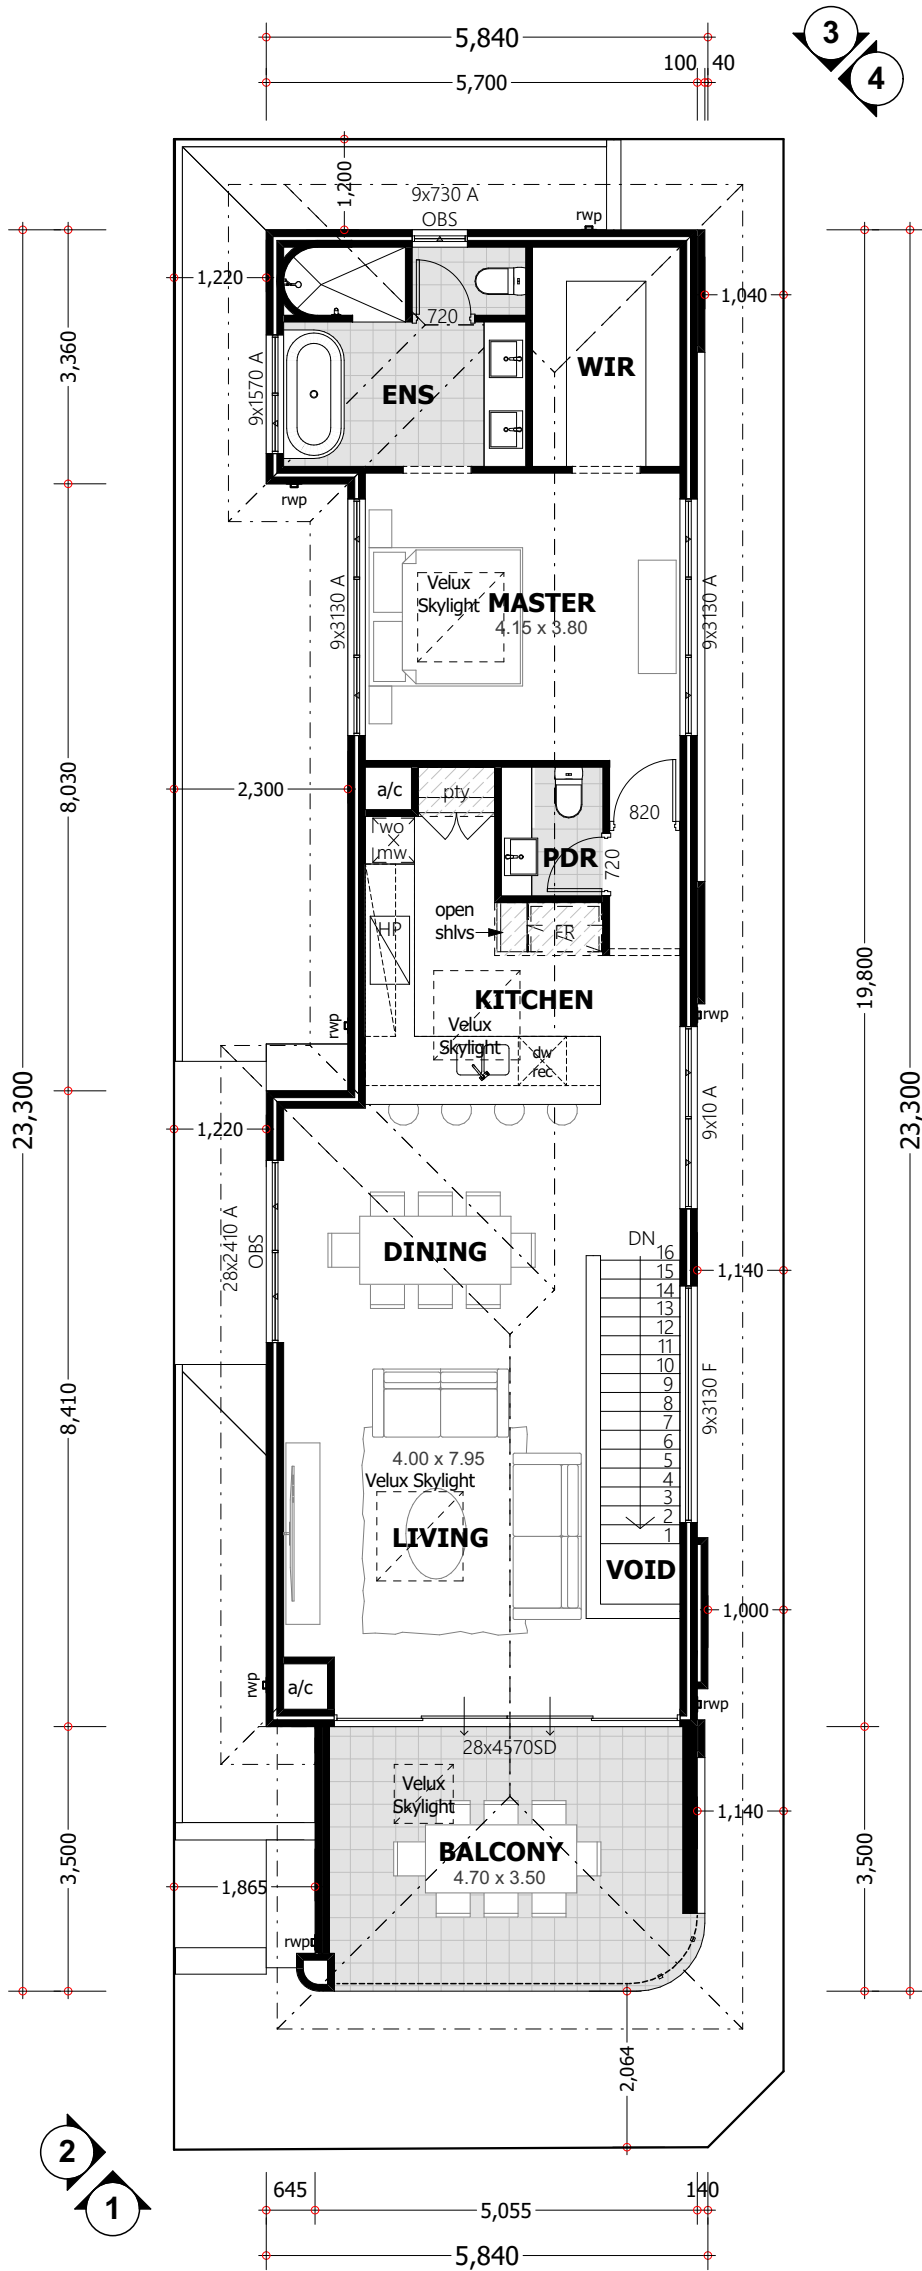 5,840
3
100 40
5,700
4
1,200
9x730 A
OBS
rwp
1,220
1,040
720
3,360
9x1570 A
ENS
WIR
rwp
9x3130 A
Velux
Skylight
MASTER
4.15 x 3.80
9x3130 A
8,030
2,300
a/c
pty
820
wo
mw
PDR
720
open
shlvs
HP
FR
19,800
KITCHEN
rwp
Velux
Skylight
rwp
dw
rec
23,300
23,300
1,220
9x10 A
28x2410 A
OBS
DINING
DN
16
15
14
13
12
11
10
9
8
7
6
5
4
3
2
1
1,140
8,410
9x3130 F
4.00 x 7.95
Velux Skylight
LIVING
VOID
1,000
rwp
a/c
rwp
28x4570SD
Velux
Skylight
1,140
BALCONY
4.70 x 3.50
3,500
3,500
1,865
rwp
2,064
2
1
645
140
5,055
5,840